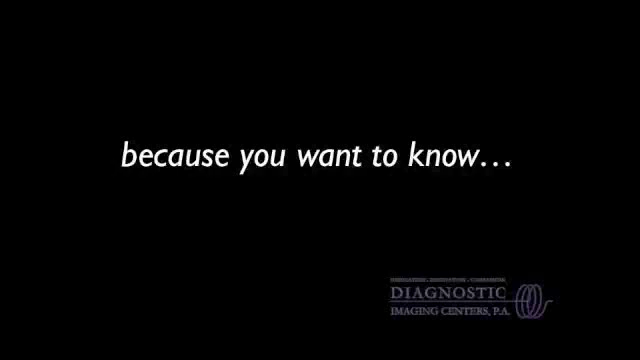 because you want to know…
DIAGNOSTIC
IMAGING CENTERS, P.A.